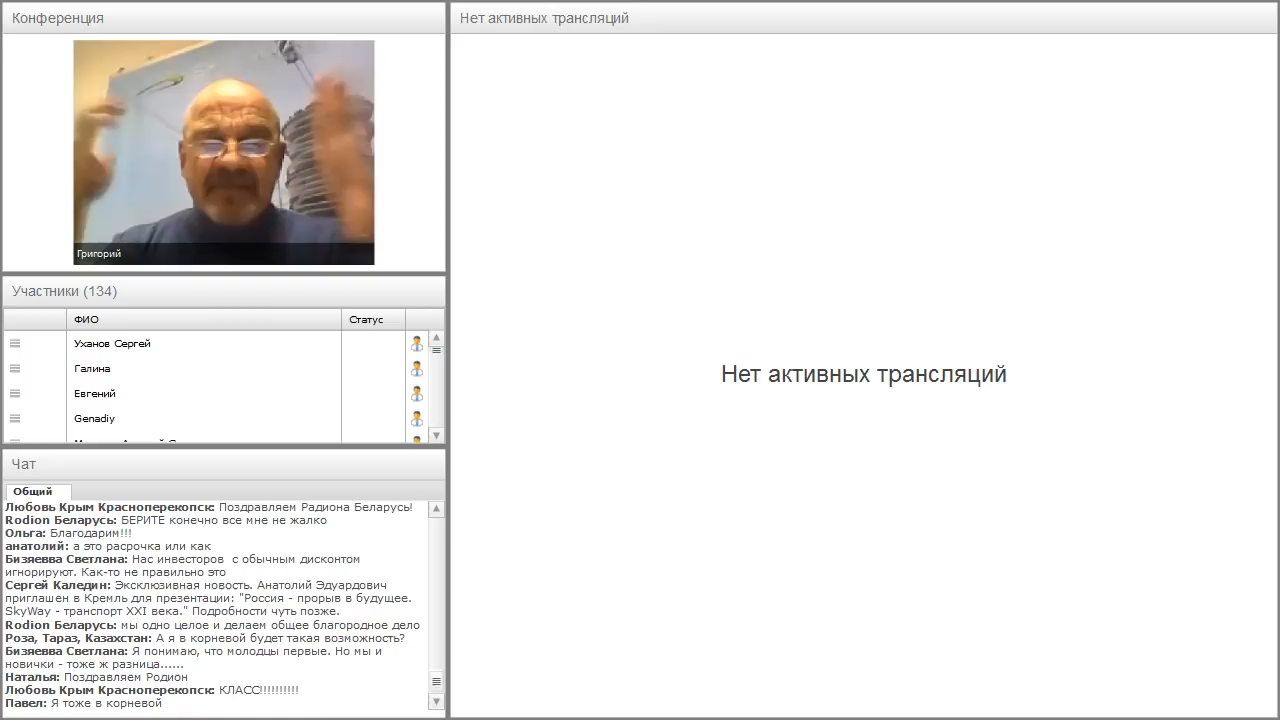 Конференция
Григорий
Участники (134)
ФИО
Статус
Уханов Сергей
Галина
Евгений
Genadiy
Чат
Общий
Любовь Крым Красноперекопск: Поздравляем Радиона Беларусь!
Rodion Беларусь: БЕРИТЕ конечно все мне не жалко
Ольга: Благодарим!!!
анатолий: а это расрочка или как
Бизяевва Светлана: Нас инвесторов с обычным дисконтом
игнорируют. Как-то не правильно это
Сергей Каледин: Эксклюзивная новость. Анатолий Эдуардович
приглашен в Кремль для презентации: "Россия - прорыв в будущее.
SkyWay - транспорт XXI века." Подробности чуть позже.
Rodion Беларусь: мы одно целое и делаем общее благородное дело
Роза, Тараз, Казахстан: А я в корневой будет такая возможность?
Бизяевва Светлана: Я понимаю, что молодцы первые. Но мы и
новички - тоже ж разница......
Наталья: Поздравляем Родион
Любовь Крым Красноперекопск: КЛАСС!!!!!!!!!!
Павел: Я тоже в корневой
Нет активных трансляций
Нет активных трансляций